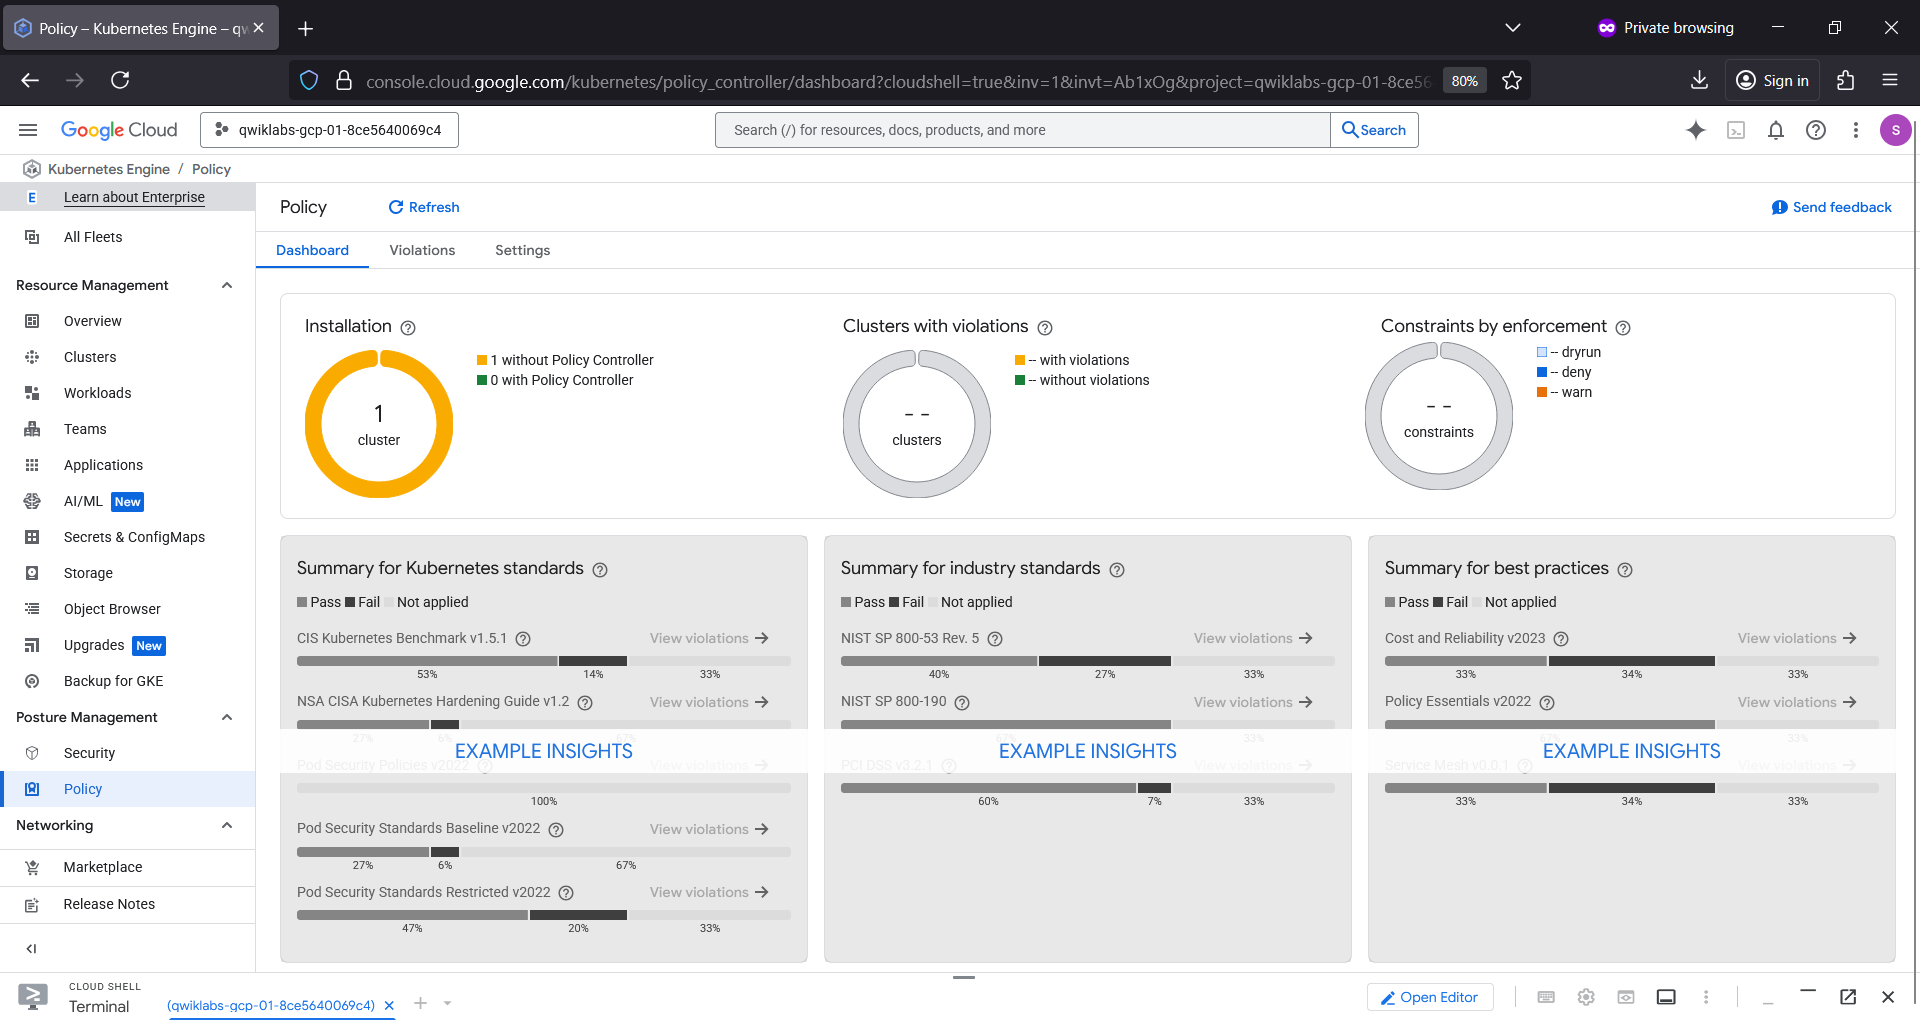 Policy – Kubernetes Engine – qw
Private browsing
console.cloud.google.com/kubernetes/policy_controller/dashboard?cloudshell=true&inv=1&invt=Ab1xOg&project=qwiklabs-gcp-01-8ce56
80%
Sign in
Google Cloud
qwiklabs-gcp-01-8ce5640069c4
Search (/) for resources, docs, products, and more
Search
S
Kubernetes Engine / Policy
E Learn about Enterprise
All Fleets
Resource Management
Overview
Clusters
Workloads
Teams
Applications
AI/ML New
Secrets & ConfigMaps
Storage
Object Browser
Upgrades New
Backup for GKE
Posture Management
Security
Policy
Networking
Marketplace
Release Notes
Policy
Refresh
Send feedback
Dashboard
Violations
Settings
Installation
1
cluster
1 without Policy Controller
0 with Policy Controller
Clusters with violations
- -
clusters
-- with violations
-- without violations
Constraints by enforcement
- -
constraints
-- dryrun
-- deny
-- warn
Summary for Kubernetes standards
Pass Fail Not applied
CIS Kubernetes Benchmark v1.5.1 View violations
53% 14% 33%
NSA CISA Kubernetes Hardening Guide v1.2 View violations
27% 6% 67%
EXAMPLE INSIGHTS
Pod Security Policies v2022 View violations
100%
Pod Security Standards Baseline v2022 View violations
27% 6% 67%
Pod Security Standards Restricted v2022 View violations
47% 20% 33%
Summary for industry standards
Pass Fail Not applied
NIST SP 800-53 Rev. 5 View violations
40% 27% 33%
NIST SP 800-190 View violations
67% 33%
EXAMPLE INSIGHTS
PCI DSS v3.2.1 View violations
60% 7% 33%
Summary for best practices
Pass Fail Not applied
Cost and Reliability v2023 View violations
33% 34% 33%
Policy Essentials v2022 View violations
67% 33%
EXAMPLE INSIGHTS
Service Mesh v0.0.1 View violations
33% 34% 33%
CLOUD SHELL
Terminal
(qwiklabs-gcp-01-8ce5640069c4)
Open Editor